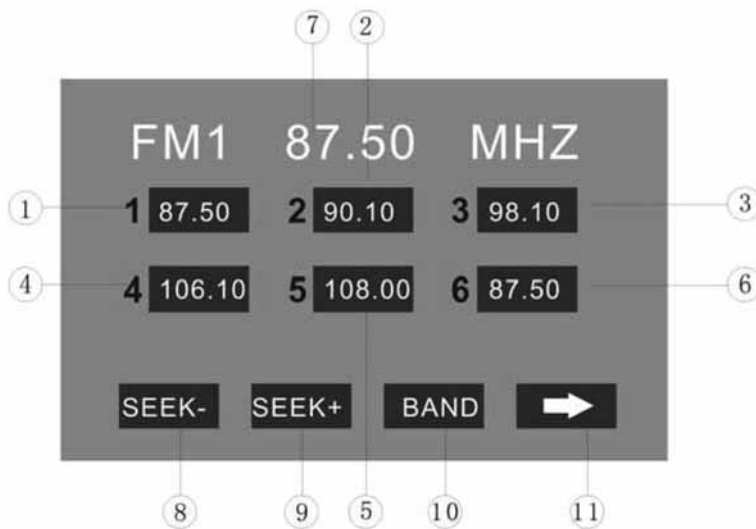 ⑦ ②
FM1 87.50 MHZ
① 1 87.50 2 90.10 3 98.10 ③
④ 4 106.10 5 108.00 6 87.50 ⑥
SEEK- SEEK+ BAND
⑧ ⑨ ⑤ ⑩ ⑪